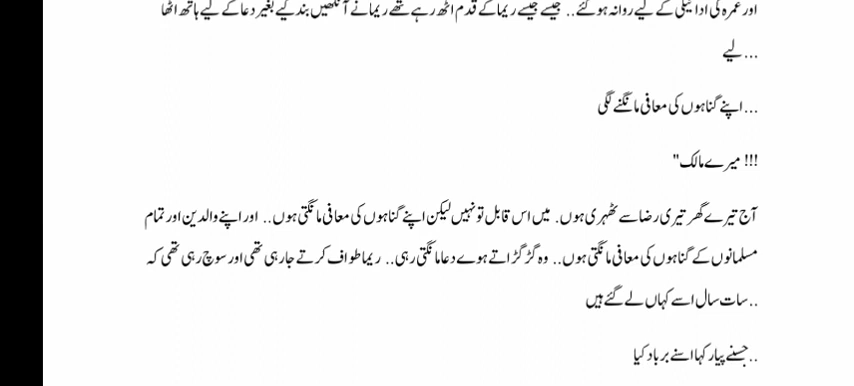 اور عمرہ کی ادائیگی کے لیے روانہ ہو گئے.. جیسے جیسے ریما کے قدم اٹھ رہے تھے ریما نے آنکھیں بند کیے بغیر دعا کے لیے ہاتھ اٹھا
لیے...
اپنے گناہوں کی معافی مانگنے لگی...
"میرے مالک !!!
آج تیرے گھر تیری رضا سے ٹھہری ہوں. میں اس قابل تو نہیں لیکن اپنے گناہوں کی معافی مانگتی ہوں.. اور اپنے والدین اور تمام
مسلمانوں کے گناہوں کی معافی مانگتی ہوں.. وہ گڑگڑاتے ہوے دعا مانگتی رہی.. ریما طواف کرتے جا رہی تھی اور سوچ رہی تھی کہ
سات سال اسے کہاں لے گئے ہیں..
جسنے پیار کہا اسنے برباد کیا..